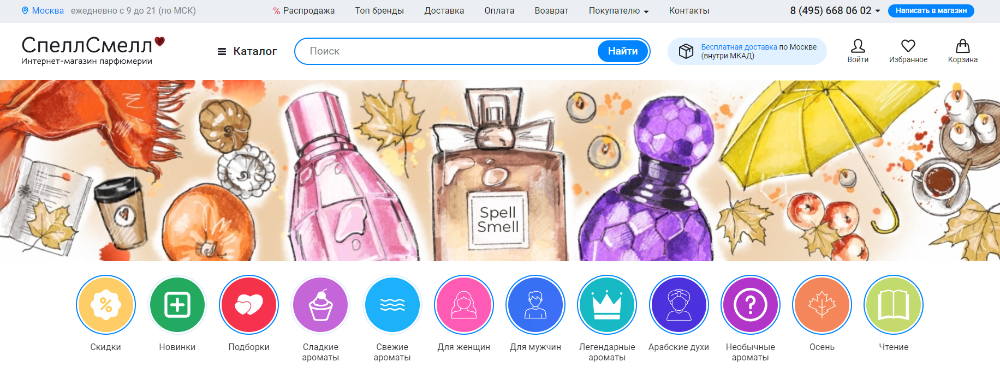 Москва ежедневно с 9 до 21 (по МСК) % Распродажа Топ бренды Доставка Оплата Возврат Покупателю Контакты 8 (495) 668 06 02 Написать в магазин
СпеллСмелл
Интернет-магазин парфюмерии
Каталог
Поиск
Найти
Бесплатная доставка по Москве
(внутри МКАД)
Войти
Избранное
Корзина
Spell
Smell
Скидки
Новинки
Подборки
Сладкие
ароматы
Свежие
ароматы
Для женщин
Для мужчин
Легендарные
ароматы
Арабские духи
Необычные
ароматы
Осень
Чтение